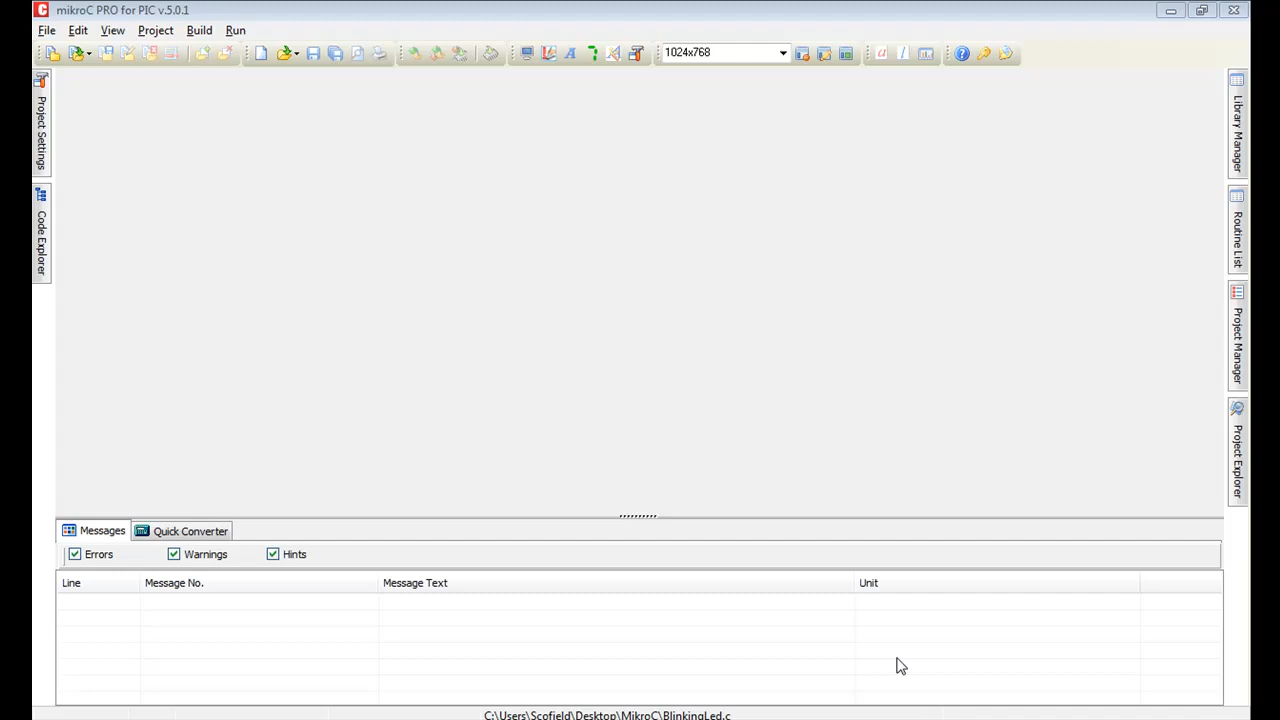 mikroC PRO for PIC v.5.0.1
File Edit View Project Build Run
1024x768
Project Settings
Code Explorer
Library Manager
Routine List
Project Manager
Project Explorer
Messages Quick Converter
Errors Warnings Hints
Line Message No. Message Text Unit
C:\Users\Scofield\Desktop\MikroC\BlinkingLed.c